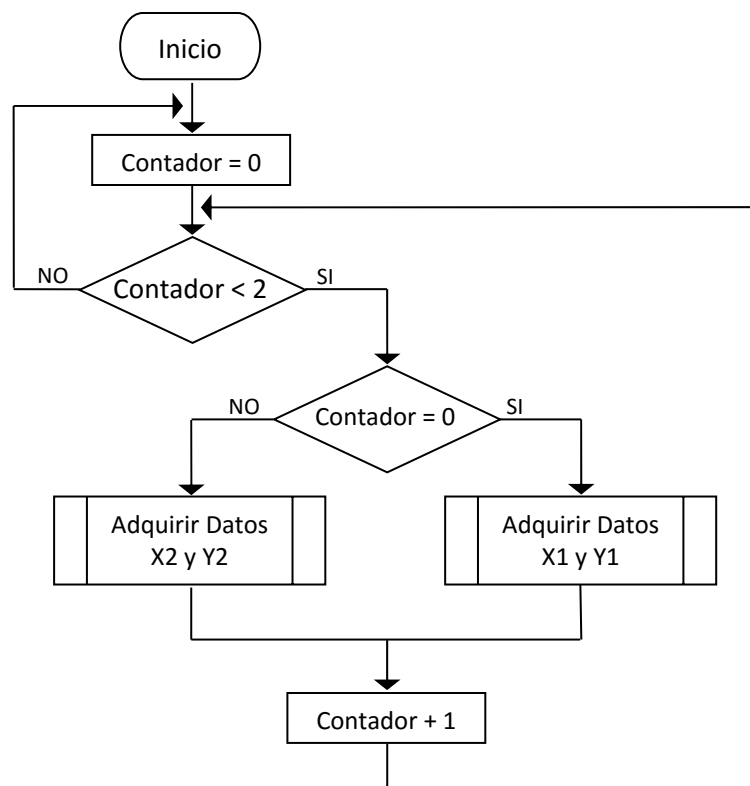 Inicio
Contador = 0
NO
Contador < 2
SI
NO
Contador = 0
SI
Adquirir Datos
X2 y Y2
Adquirir Datos
X1 y Y1
Contador + 1